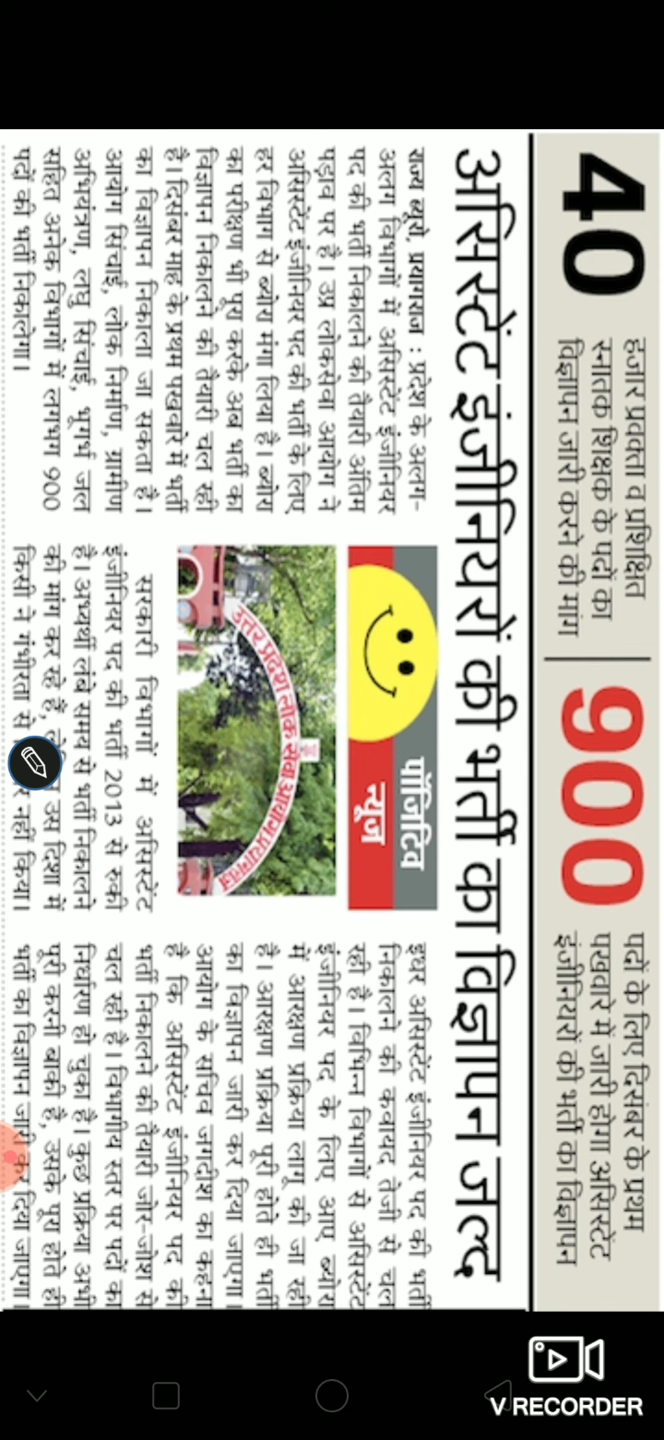 40
हजार प्रवक्ता व प्रशिक्षित
स्नातक शिक्षक के पदों का
विज्ञापन जारी करने की मांग
900
पदों के लिए दिसंबर के प्रथम
पखवारे में जारी होगा असिस्टेंट
इंजीनियरों की भर्ती का विज्ञापन
असिस्टेंट इंजीनियरों की भर्ती का विज्ञापन जल्द
राज्य ब्यूरो, प्रयागराज : प्रदेश के अलग-
अलग विभागों में असिस्टेंट इंजीनियर
पद की भर्ती निकालने की तैयारी अंतिम
पड़ाव पर है। उप्र लोकसेवा आयोग ने
असिस्टेंट इंजीनियर पद की भर्ती के लिए
हर विभाग से ब्योरा मंगा लिया है। ब्योरा
का परीक्षण भी पूरा करके अब भर्ती का
विज्ञापन निकालने की तैयारी चल रही
है। दिसंबर माह के प्रथम पखवारे में भर्ती
का विज्ञापन निकाला जा सकता है।
आयोग सिंचाई, लोक निर्माण, ग्रामीण
अभियंत्रण, लघु सिंचाई, भूगर्भ जल
सहित अनेक विभागों में लगभग 900
पदों की भर्ती निकालेगा।
पॉजिटिव
न्यूज
उत्तर प्रदेश लोक सेवा आयोग प्रयागराज
सरकारी विभागों में असिस्टेंट
इंजीनियर पद की भर्ती 2013 से रुकी
है। अभ्यर्थी लंबे समय से भर्ती निकालने
की मांग कर रहे हैं, उस दिशा में
किसी ने गंभीरता से नहीं किया।
इधर असिस्टेंट इंजीनियर पद की भर्ती
निकालने की कवायद तेजी से चल
रही है। विभिन्न विभागों से असिस्टेंट
इंजीनियर पद के लिए आए ब्योरा
में आरक्षण प्रक्रिया लागू की जा रही
है। आरक्षण प्रक्रिया पूरी होते ही भर्ती
का विज्ञापन जारी कर दिया जाएगा।
आयोग के सचिव जगदीश का कहना
है कि असिस्टेंट इंजीनियर पद की
भर्ती निकालने की तैयारी जोर-जोश से
चल रही है। विभागीय स्तर पर पदों का
निर्धारण हो चुका है। कुछ प्रक्रिया अभी
पूरी करनी बाकी है, उसके पूरा होते ही
भर्ती का विज्ञापन जारी कर दिया जाएगा।
V RECORDER